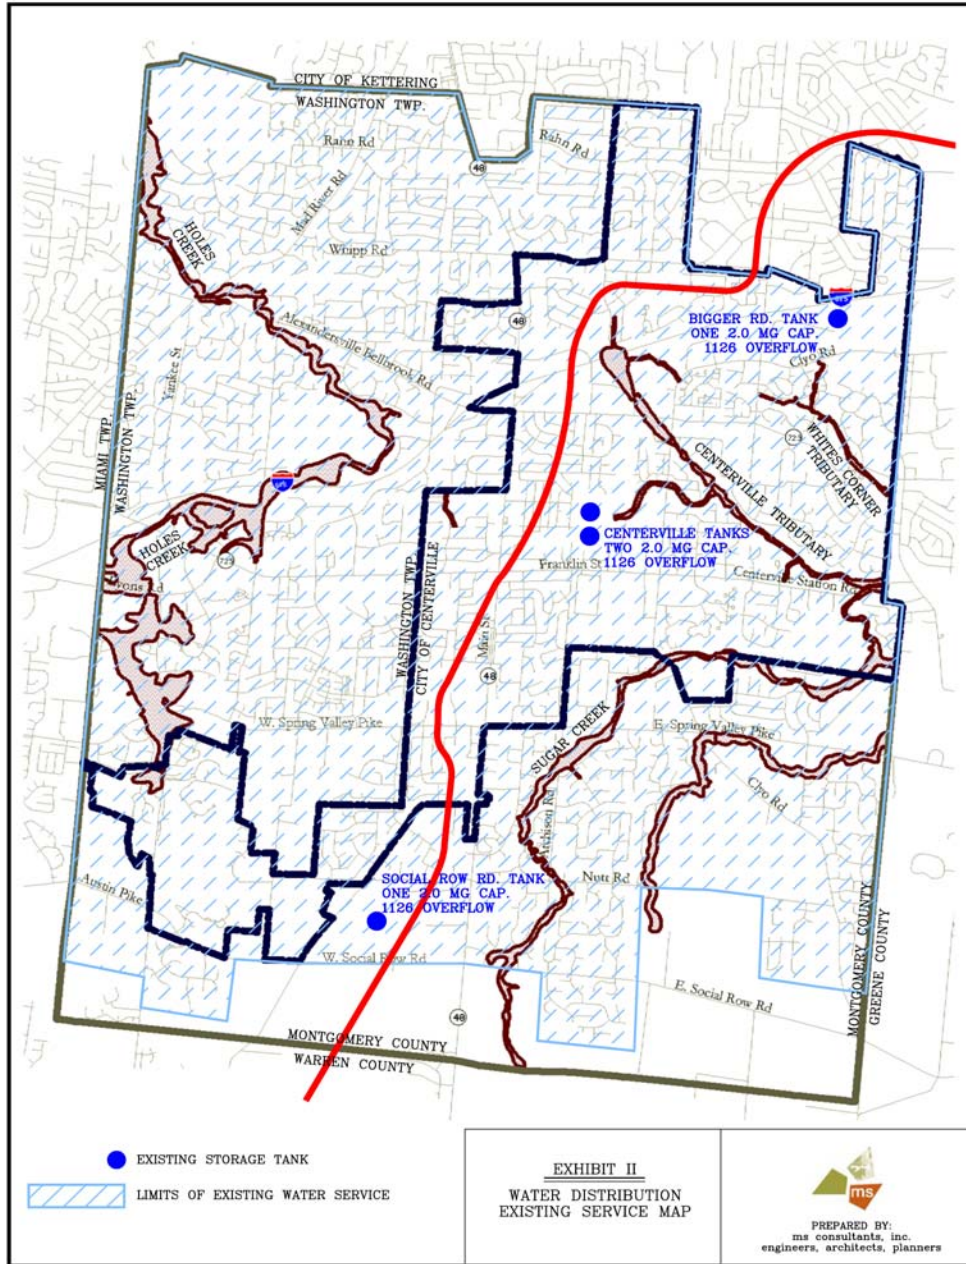 CITY OF KETTERING
WASHINGTON TWP.
Rahn Rd
Rahn Rd
48
Mad River Rd
Whipp Rd
HOLES
CREEK
Alexandersville Bellbrook Rd
48
BIGGER RD. TANK
ONE 2.0 MG CAP.
1126 OVERFLOW
Clyo Rd
Yankee St
MIAMI TWP.
WASHINGTON TWP.
725
WHITES CORNER
TRIBUTARY
CENTERVILLE TRIBUTARY
HOLES
CREEK
725
CENTERVILLE TANKS
TWO 2.0 MG CAP.
1126 OVERFLOW
Franklin St
Centerville Station Rd
WASHINGTON TWP.
CITY OF CENTERVILLE
Main St
48
W. Spring Valley Pike
SUGAR CREEK
E. Spring Valley Pike
Clyo Rd
Nutt Rd
Austin Pike
SOCIAL ROW RD. TANK
ONE 2.0 MG CAP.
1126 OVERFLOW
W. Social Row Rd
E. Social Row Rd
48
MONTGOMERY COUNTY
GREENE COUNTY
MONTGOMERY COUNTY
WARREN COUNTY
EXISTING STORAGE TANK
LIMITS OF EXISTING WATER SERVICE
EXHIBIT II
WATER DISTRIBUTION
EXISTING SERVICE MAP
ms
PREPARED BY:
ms consultants, inc.
engineers, architects, planners